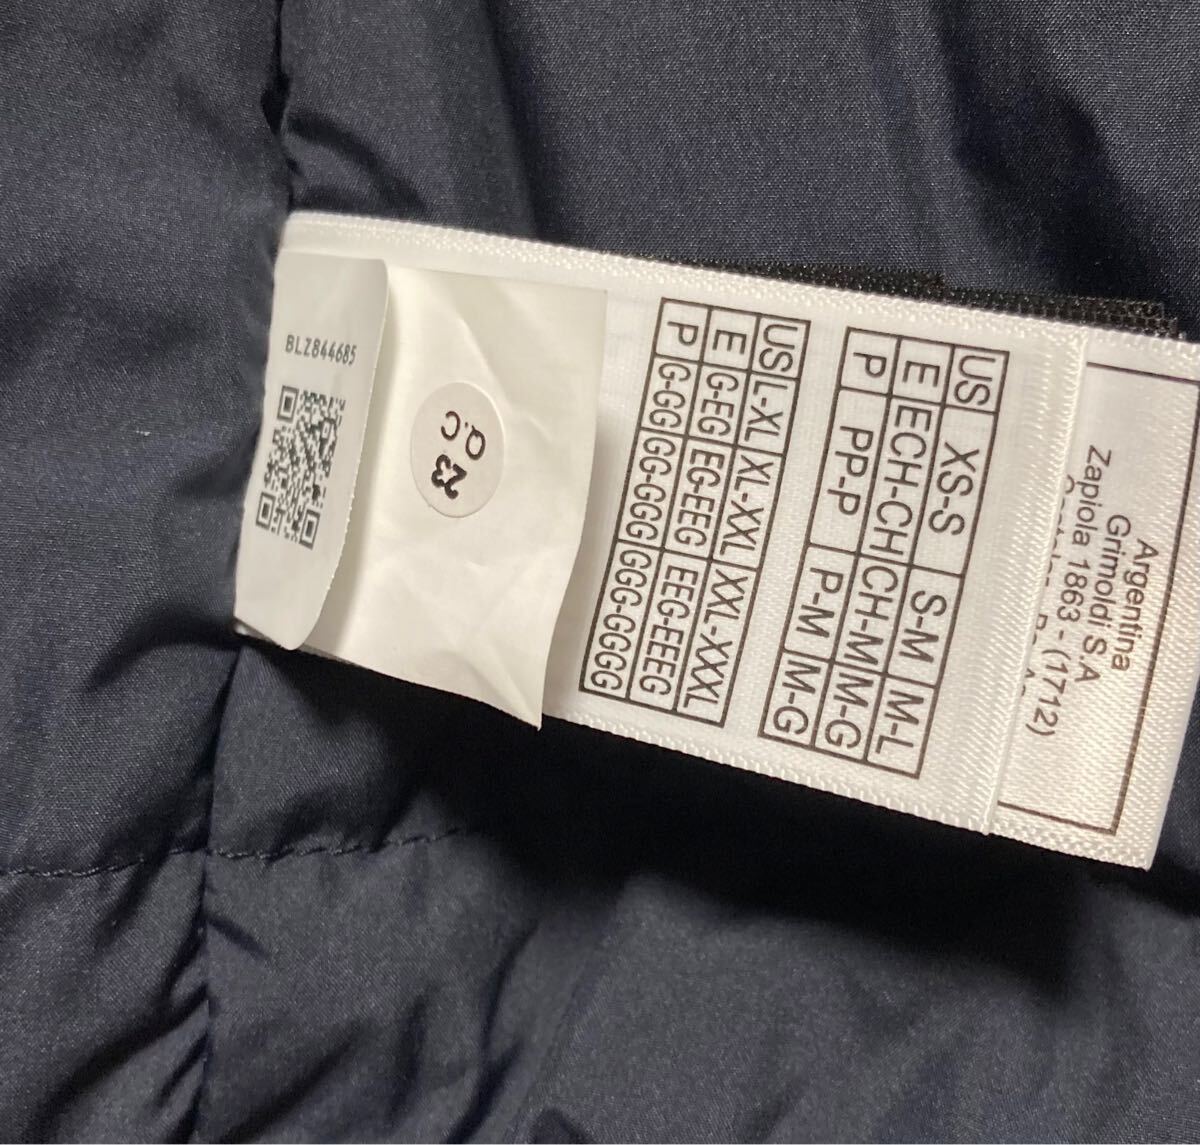 BLZ844685
23
Q.C
US L-XL XL-XXL XXL-XXXL
E G-EG EG-EEG EEG-EEEG
P G-GG GG-GGG GGG-GGGG
US XS-S S-M M-L
E ECH-CH CH-M M-G
P PP-P P-M M-G
Argentina
Grimoldi S.A
Zapiola 1863 - (1712)